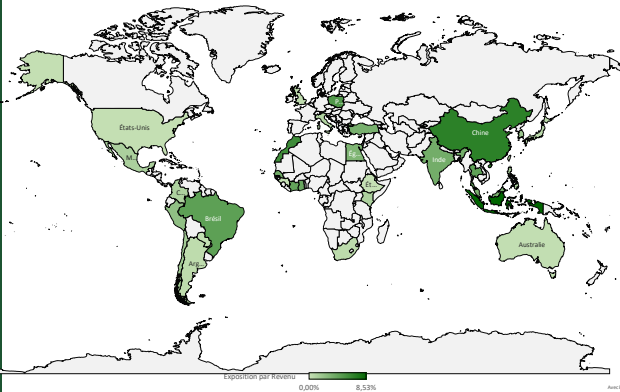 États-Unis
Chine
M...
Inde
Ét...
C...
Brésil
Australie
Arg...
Exposition par Revenu
0,00%
8,53%